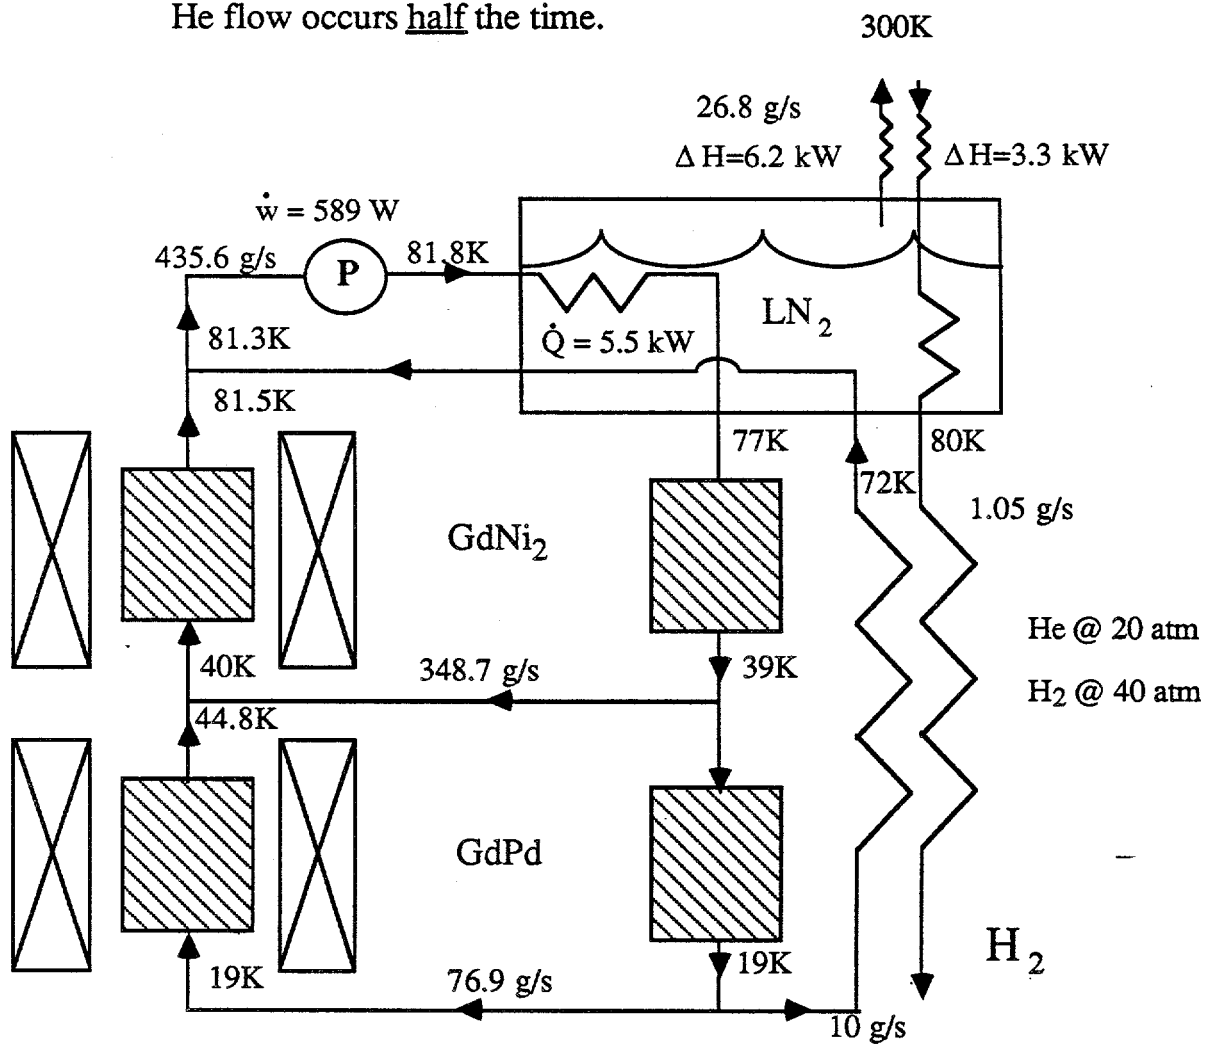 He flow occurs half the time.
300K
26.8 g/s
Δ H=6.2 kW
Δ H=3.3 kW
ẇ = 589 W
435.6 g/s
P
81.8K
LN2
81.3K
Q̇ = 5.5 kW
81.5K
77K
80K
72K
1.05 g/s
GdNi2
He @ 20 atm
40K
348.7 g/s
39K
H2 @ 40 atm
44.8K
GdPd
H2
19K
76.9 g/s
19K
10 g/s